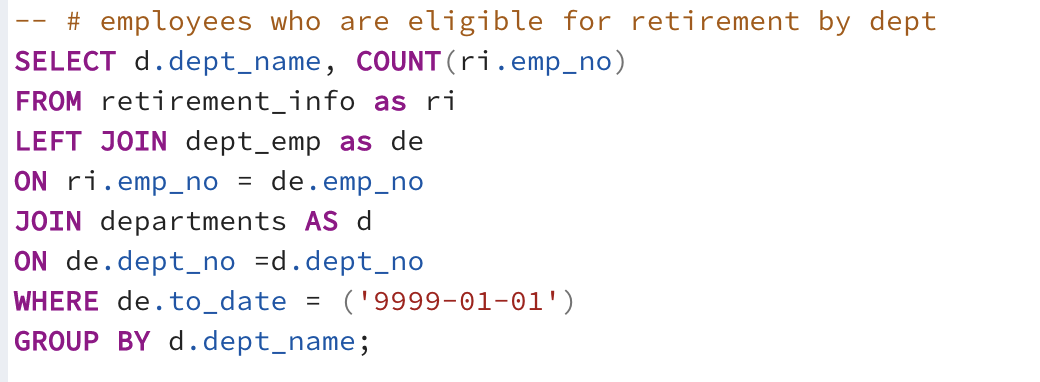 -- # employees who are eligible for retirement by dept
SELECT d.dept_name, COUNT(ri.emp_no)
FROM retirement_info as ri
LEFT JOIN dept_emp as de
ON ri.emp_no = de.emp_no
JOIN departments AS d
ON de.dept_no =d.dept_no
WHERE de.to_date = ('9999-01-01')
GROUP BY d.dept_name;